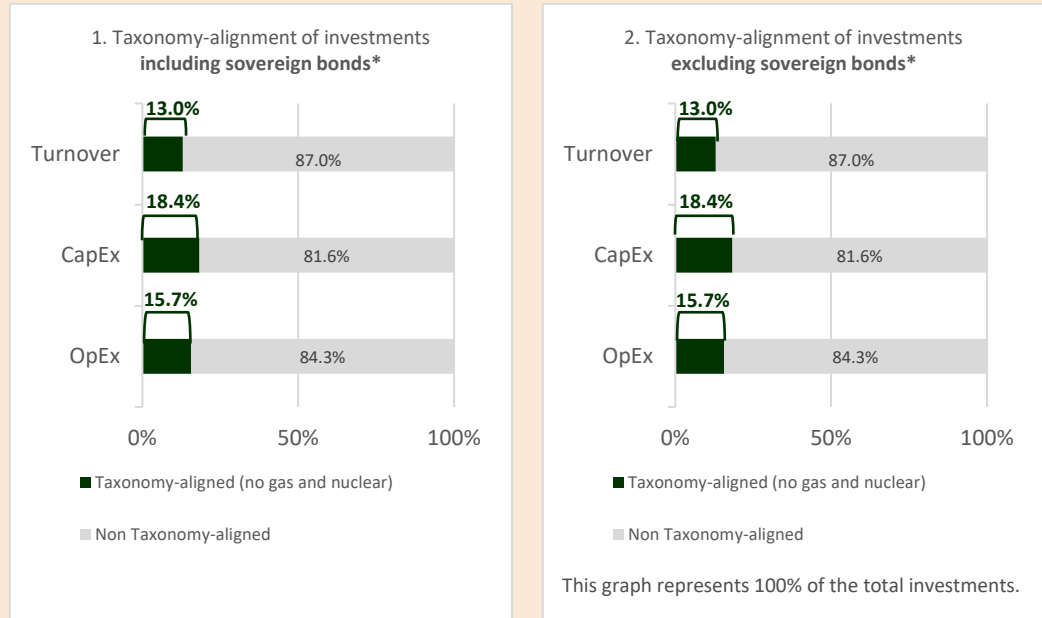 1. Taxonomy-alignment of investments
including sovereign bonds*
13.0%
Turnover
87.0%
18.4%
CapEx
81.6%
15.7%
OpEx
84.3%
0% 50% 100%
Taxonomy-aligned (no gas and nuclear)
Non Taxonomy-aligned
2. Taxonomy-alignment of investments
excluding sovereign bonds*
13.0%
Turnover
87.0%
18.4%
CapEx
81.6%
15.7%
OpEx
84.3%
0% 50% 100%
Taxonomy-aligned (no gas and nuclear)
Non Taxonomy-aligned
This graph represents 100% of the total investments.